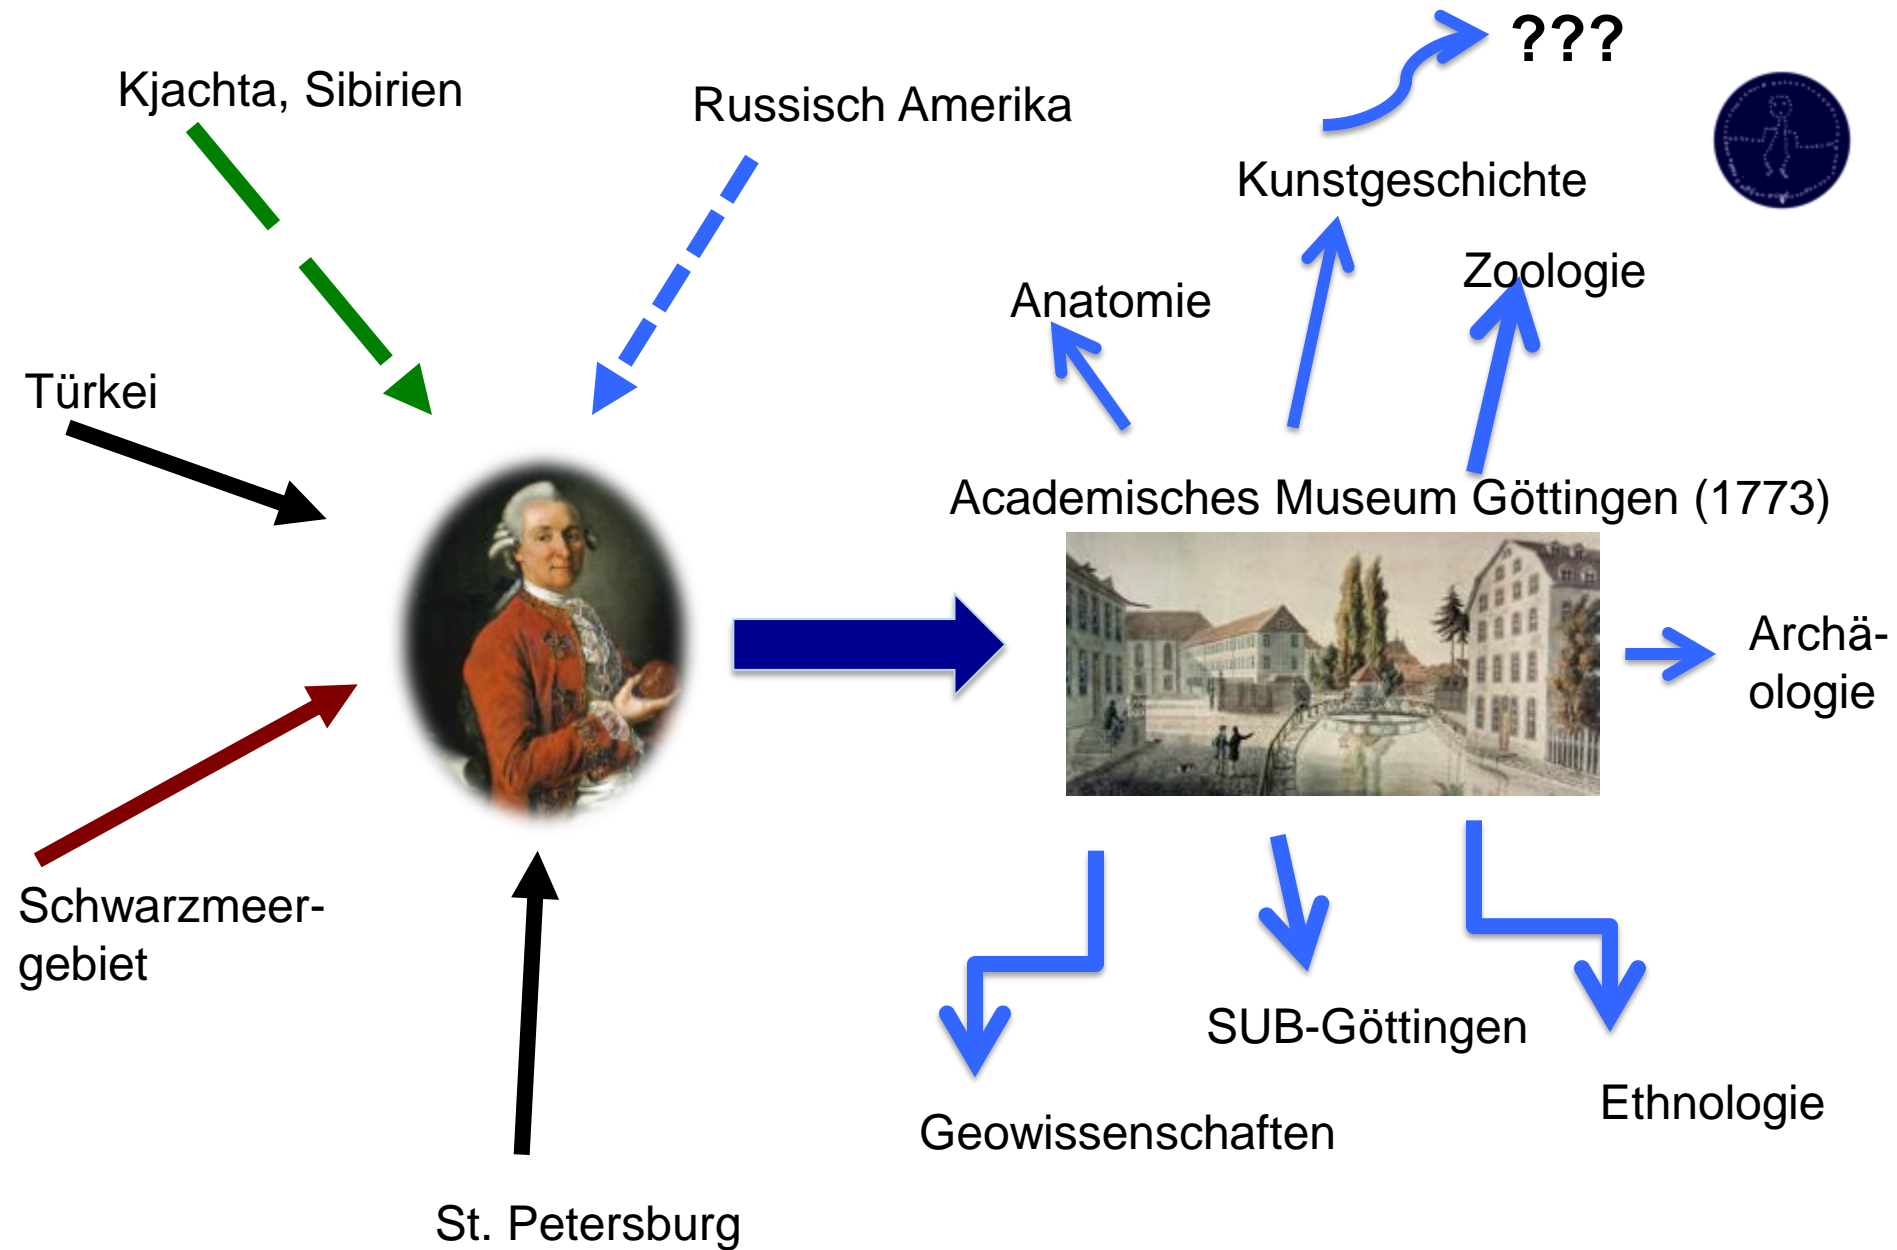 ???
Kjachta, Sibirien
Russisch Amerika
Kunstgeschichte
Zoologie
Anatomie
Türkei
Academisches Museum Göttingen (1773)
Archä-
ologie
Schwarzmeer-
gebiet
SUB-Göttingen
Ethnologie
Geowissenschaften
St. Petersburg